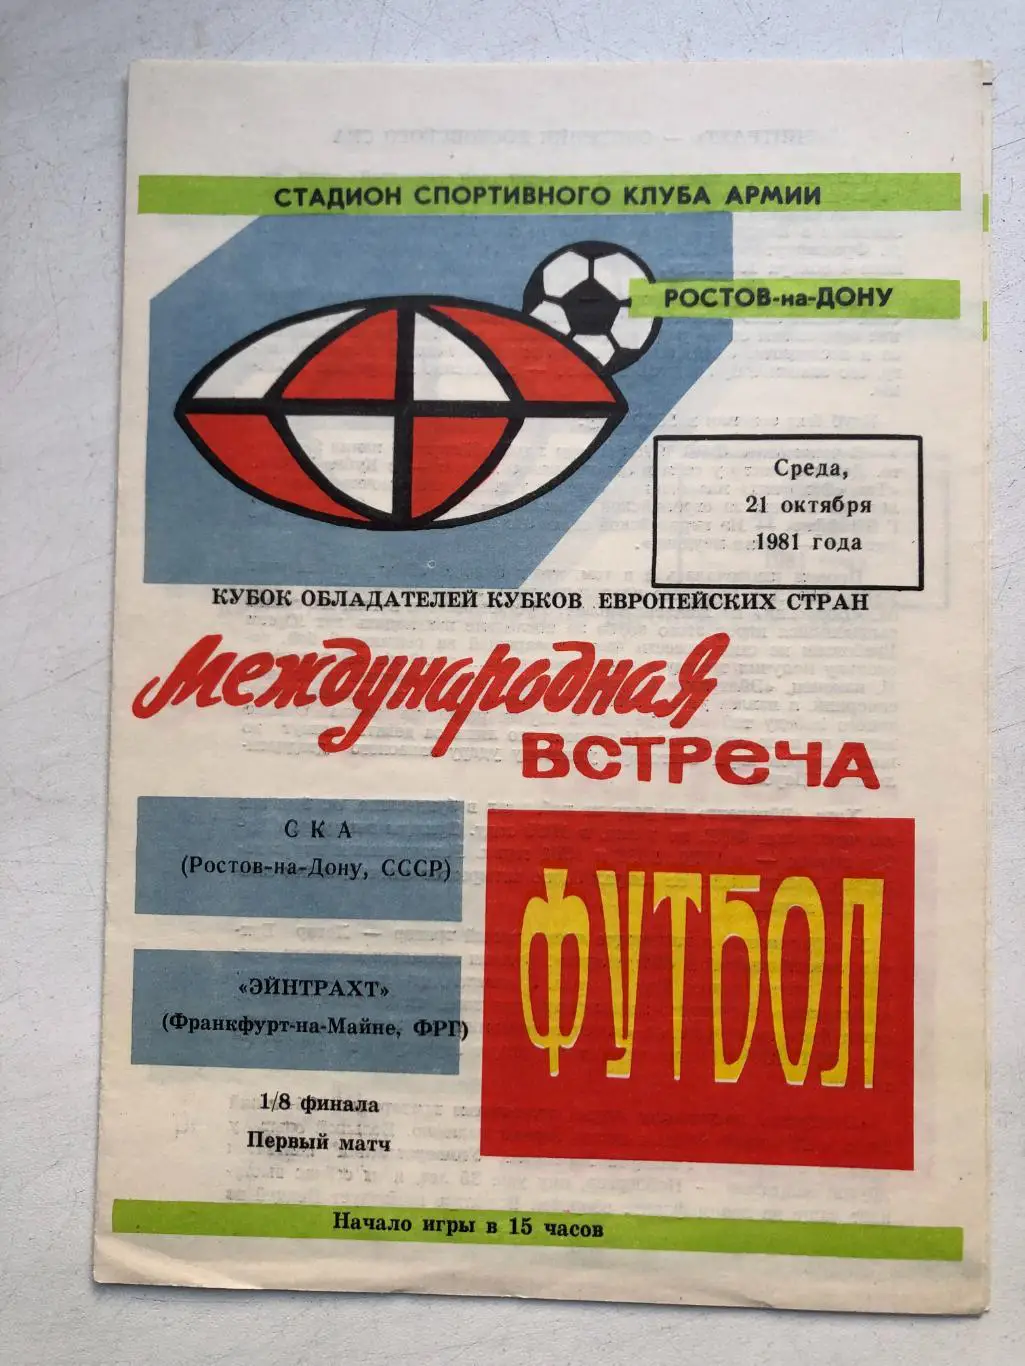 СТАДИОН СПОРТИВНОГО КЛУБА АРМИИ
РОСТОВ-на-ДОНУ
Среда,
21 октября
1981 года
КУБОК ОБЛАДАТЕЛЕЙ КУБКОВ ЕВРОПЕЙСКИХ СТРАН
Международная
ВСТРЕЧА
СКА
(Ростов-на-Дону, СССР)
«ЭЙНТРАХТ»
(Франкфурт-на-Майне, ФРГ)
ФУТБОЛ
1/8 финала
Первый матч
Начало игры в 15 часов